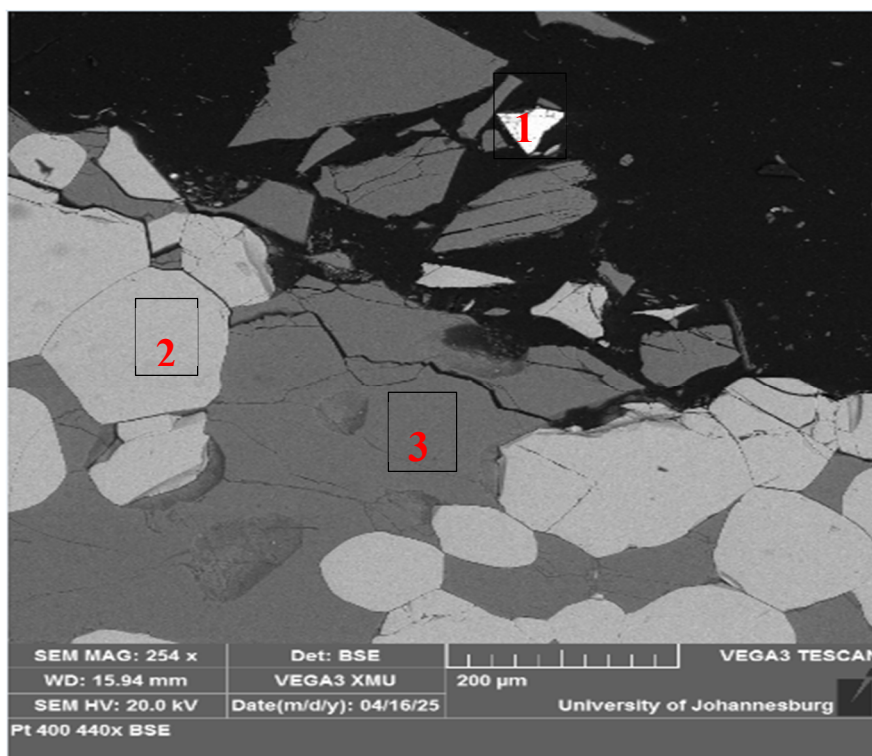 1
2
3
SEM MAG: 254 x
Det: BSE
VEGA3 TESCAN
WD: 15.94 mm
VEGA3 XMU
200 µm
SEM HV: 20.0 kV
Date(m/d/y): 04/16/25
University of Johannesburg
Pt 400 440x BSE